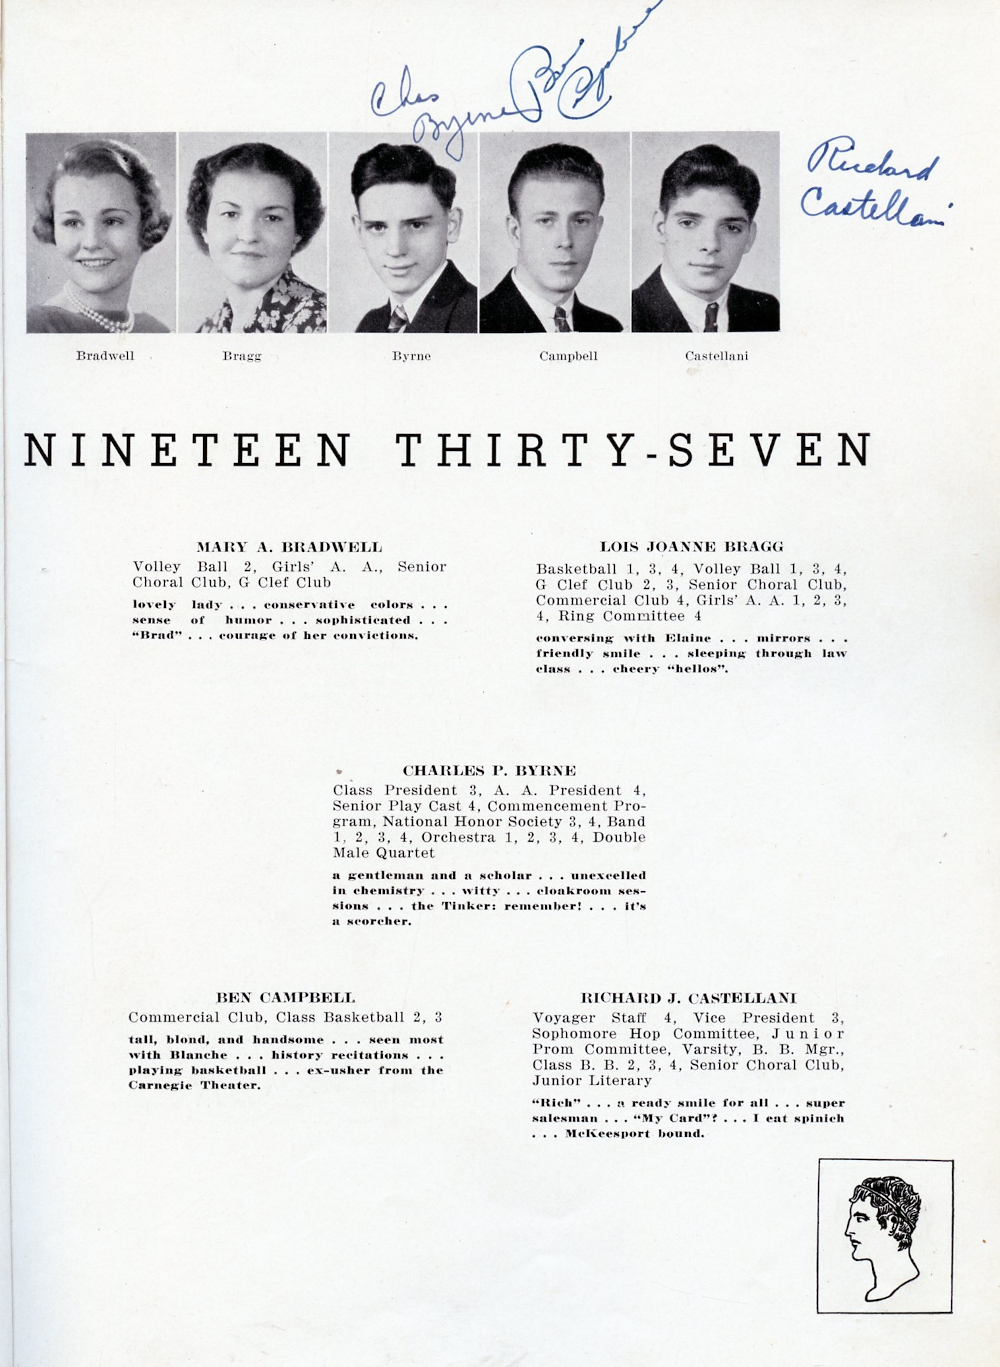 Chas
Byrne
Ben
Campbell
Richard
Castellani
Bradwell
Bragg
Byrne
Campbell
Castellani
NINETEEN THIRTY-SEVEN
MARY A. BRADWELL
Volley Ball 2, Girls' A. A., Senior
Choral Club, G Clef Club
lovely lady . . . conservative colors . . .
sense of humor . . . sophisticated . . .
“Brad” . . . courage of her convictions.
LOIS JOANNE BRAGG
Basketball 1, 3, 4, Volley Ball 1, 3, 4,
G Clef Club 2, 3, Senior Choral Club,
Commercial Club 4, Girls' A. A. 1, 2, 3,
4, Ring Committee 4
conversing with Elaine . . . mirrors . . .
friendly smile . . . sleeping through law
class . . . cheery “hellos”.
CHARLES P. BYRNE
Class President 3, A. A. President 4,
Senior Play Cast 4, Commencement Pro-
gram, National Honor Society 3, 4, Band
1, 2, 3, 4, Orchestra 1, 2, 3, 4, Double
Male Quartet
a gentleman and a scholar . . . unexcelled
in chemistry . . . witty . . . cloakroom ses-
sions . . . the Tinker: remember! . . . it's
a scorcher.
BEN CAMPBELL
Commercial Club, Class Basketball 2, 3
tall, blond, and handsome . . . seen most
with Blanche . . . history recitations . . .
playing basketball . . . ex-usher from the
Carnegie Theater.
RICHARD J. CASTELLANI
Voyager Staff 4, Vice President 3,
Sophomore Hop Committee, Junior
Prom Committee, Varsity, B. B. Mgr.,
Class B. B. 2, 3, 4, Senior Choral Club,
Junior Literary
“Rich” . . . a ready smile for all . . . super
salesman . . . “My Card”? . . . I eat spinich
. . . McKeesport bound.